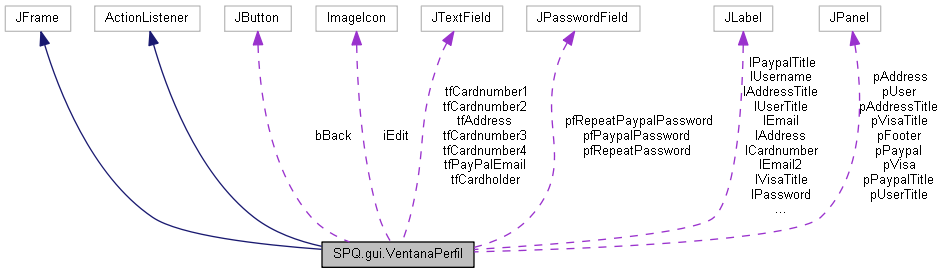 JFrame
ActionListener
JButton
ImageIcon
JTextField
JPasswordField
JLabel
JPanel
bBack
iEdit
tfCardnumber1
tfCardnumber2
tfAddress
tfCardnumber3
tfCardnumber4
tfPayPalEmail
tfCardholder
pfRepeatPaypalPassword
pfPaypalPassword
pfRepeatPassword
lPaypalTitle
lUsername
lAddressTitle
lUserTitle
lEmail
lAddress
lCardnumber
lEmail2
lVisaTitle
lPassword
...
pAddress
pUser
pAddressTitle
pVisaTitle
pFooter
pPaypal
pVisa
pPaypalTitle
pUserTitle
SPQ.gui.VentanaPerfil